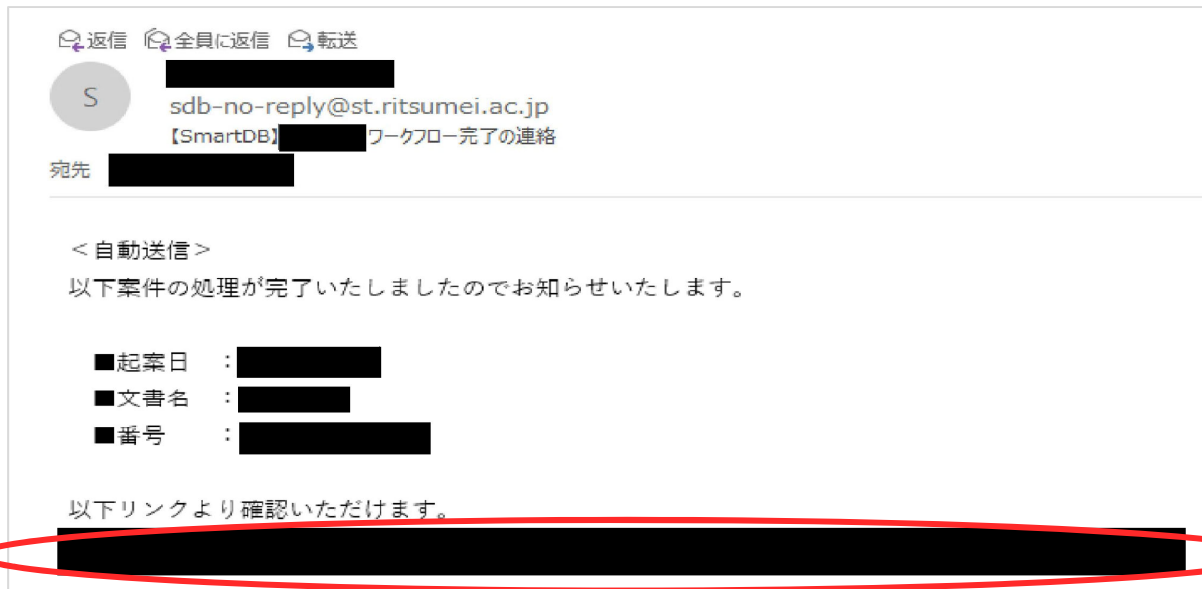 返信 全員に返信 転送
S
sdb-no-reply@st.ritsumei.ac.jp
【SmartDB】 ワークフロー完了の連絡
宛先
＜自動送信＞
以下案件の処理が完了いたしましたのでお知らせいたします。
■起案日 ：
■文書名 ：
■番号 ：
以下リンクより確認いただけます。